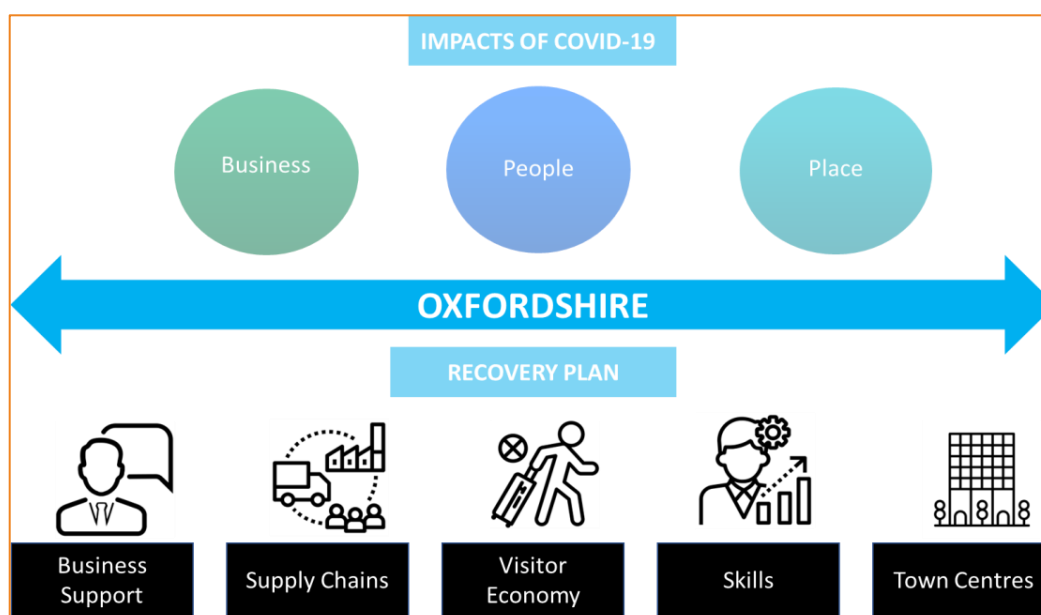 IMPACTS OF COVID-19
Business
People
Place
OXFORDSHIRE
RECOVERY PLAN
Business
Support
Supply Chains
Visitor
Economy
Skills
Town Centres